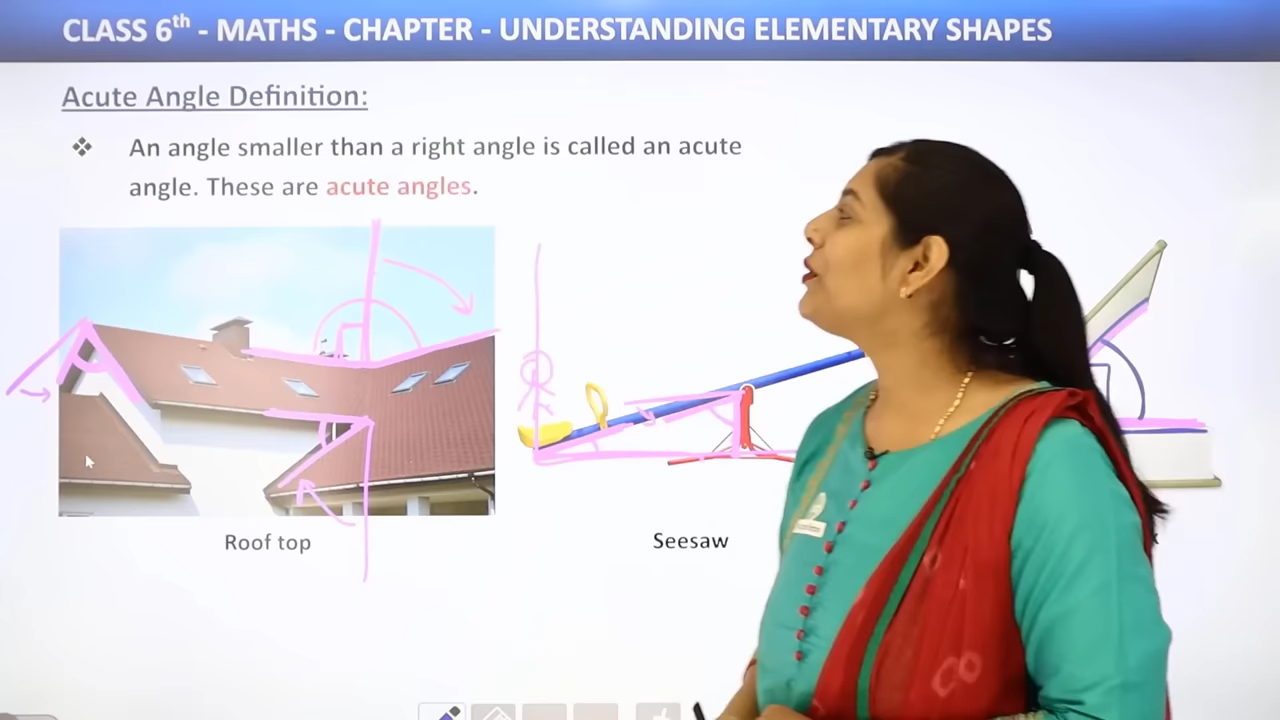 CLASS 6th - MATHS - CHAPTER - UNDERSTANDING ELEMENTARY SHAPES
Acute Angle Definition:
❖ An angle smaller than a right angle is called an acute
angle. These are acute angles.
Roof top
Seesaw